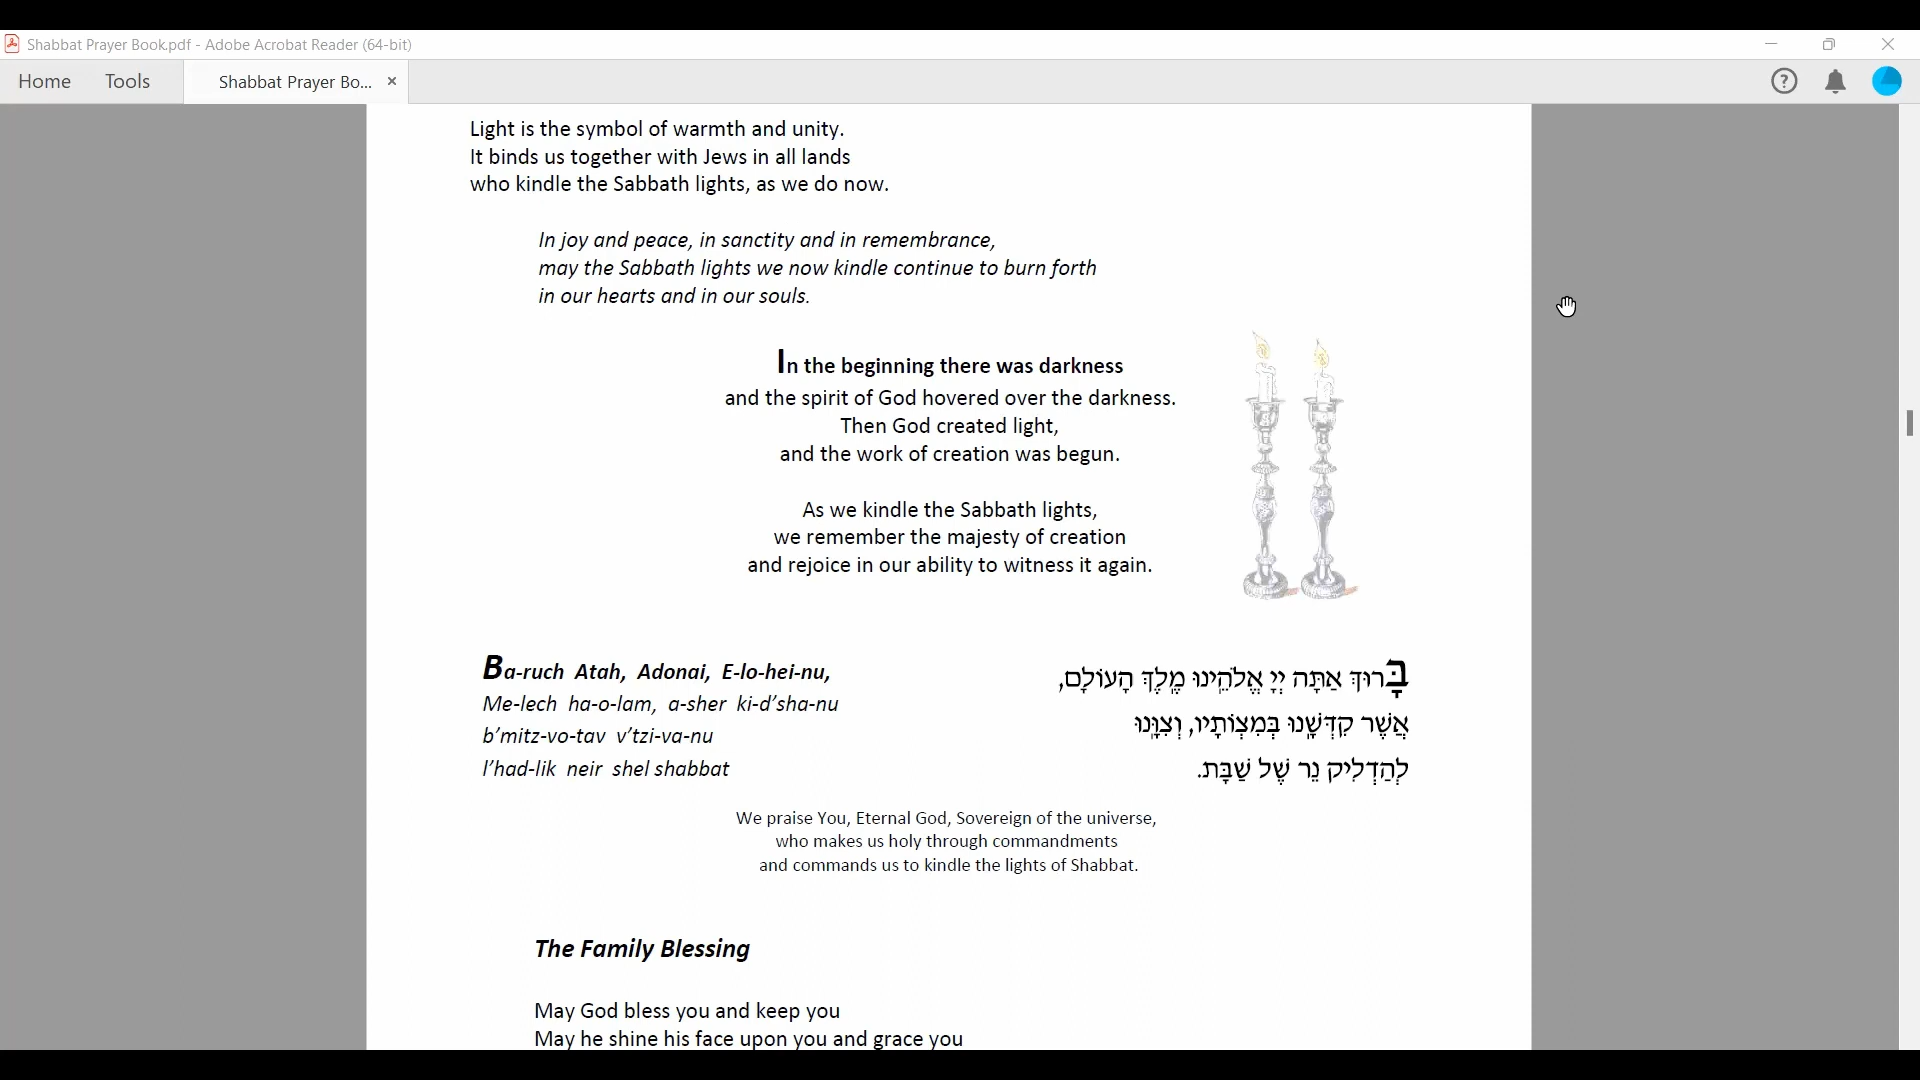 Shabbat Prayer Book.pdf - Adobe Acrobat Reader (64-bit)
Home Tools Shabbat Prayer Bo... ×
Light is the symbol of warmth and unity.
It binds us together with Jews in all lands
who kindle the Sabbath lights, as we do now.
In joy and peace, in sanctity and in remembrance,
may the Sabbath lights we now kindle continue to burn forth
in our hearts and in our souls.
In the beginning there was darkness
and the spirit of God hovered over the darkness.
Then God created light,
and the work of creation was begun.
As we kindle the Sabbath lights,
we remember the majesty of creation
and rejoice in our ability to witness it again.
Ba-ruch Atah, Adonai, E-lo-hei-nu,
Me-lech ha-o-lam, a-sher ki-d’sha-nu
b’mitz-vo-tav v’tzi-va-nu
l’had-lik neir shel shabbat
בָּרוּךְ אַתָּה יְיָ אֱלֹהֵֽינוּ מֶֽלֶךְ הָעוֹלָם,
אֲשֶׁר קִדְּשָֽׁנוּ בְּמִצְוֹתָיו, וְצִוָּֽנוּ
לְהַדְלִיק נֵר שֶׁל שַׁבָּת.
We praise You, Eternal God, Sovereign of the universe,
who makes us holy through commandments
and commands us to kindle the lights of Shabbat.
The Family Blessing
May God bless you and keep you
May he shine his face upon you and grace you